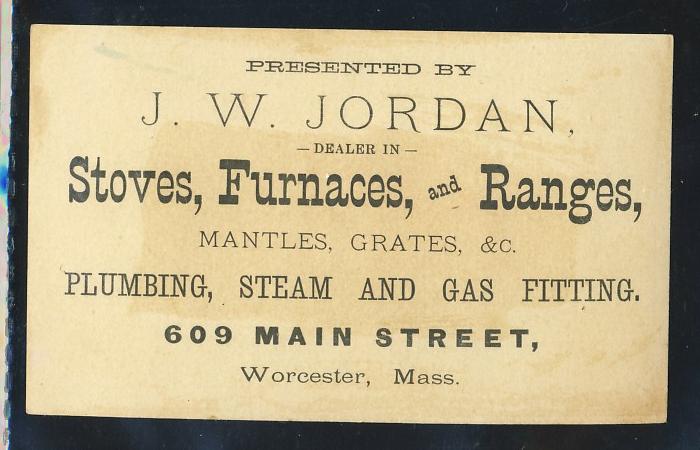 PRESENTED BY
J. W. JORDAN,
— DEALER IN —
Stoves, Furnaces, and Ranges,
MANTLES, GRATES, &C.
PLUMBING, STEAM AND GAS FITTING.
609 MAIN STREET,
Worcester, Mass.